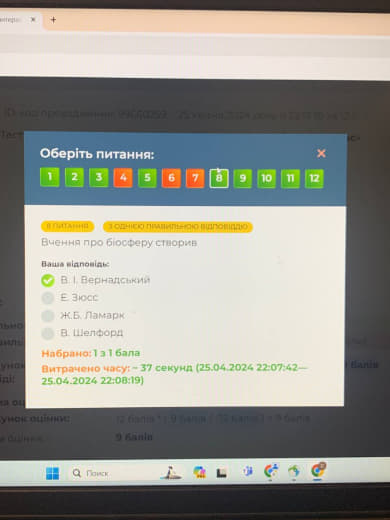 Оберіть питання:
1 2 3 4 5 6 7 8 9 10 11 12
8 ПИТАННЯ
З ОДНІЄЮ ПРАВИЛЬНОЮ ВІДПОВІДДЮ
Вчення про біосферу створив
Ваша відповідь:
В. І. Вернадський
Е. Зюсс
Ж.Б. Ламарк
В. Шелфорд
Набрано: 1 з 1 бала
Витрачено часу: ~ 37 секунд (25.04.2024 22:07:42—
25.04.2024 22:08:19)
9 балів
Поиск